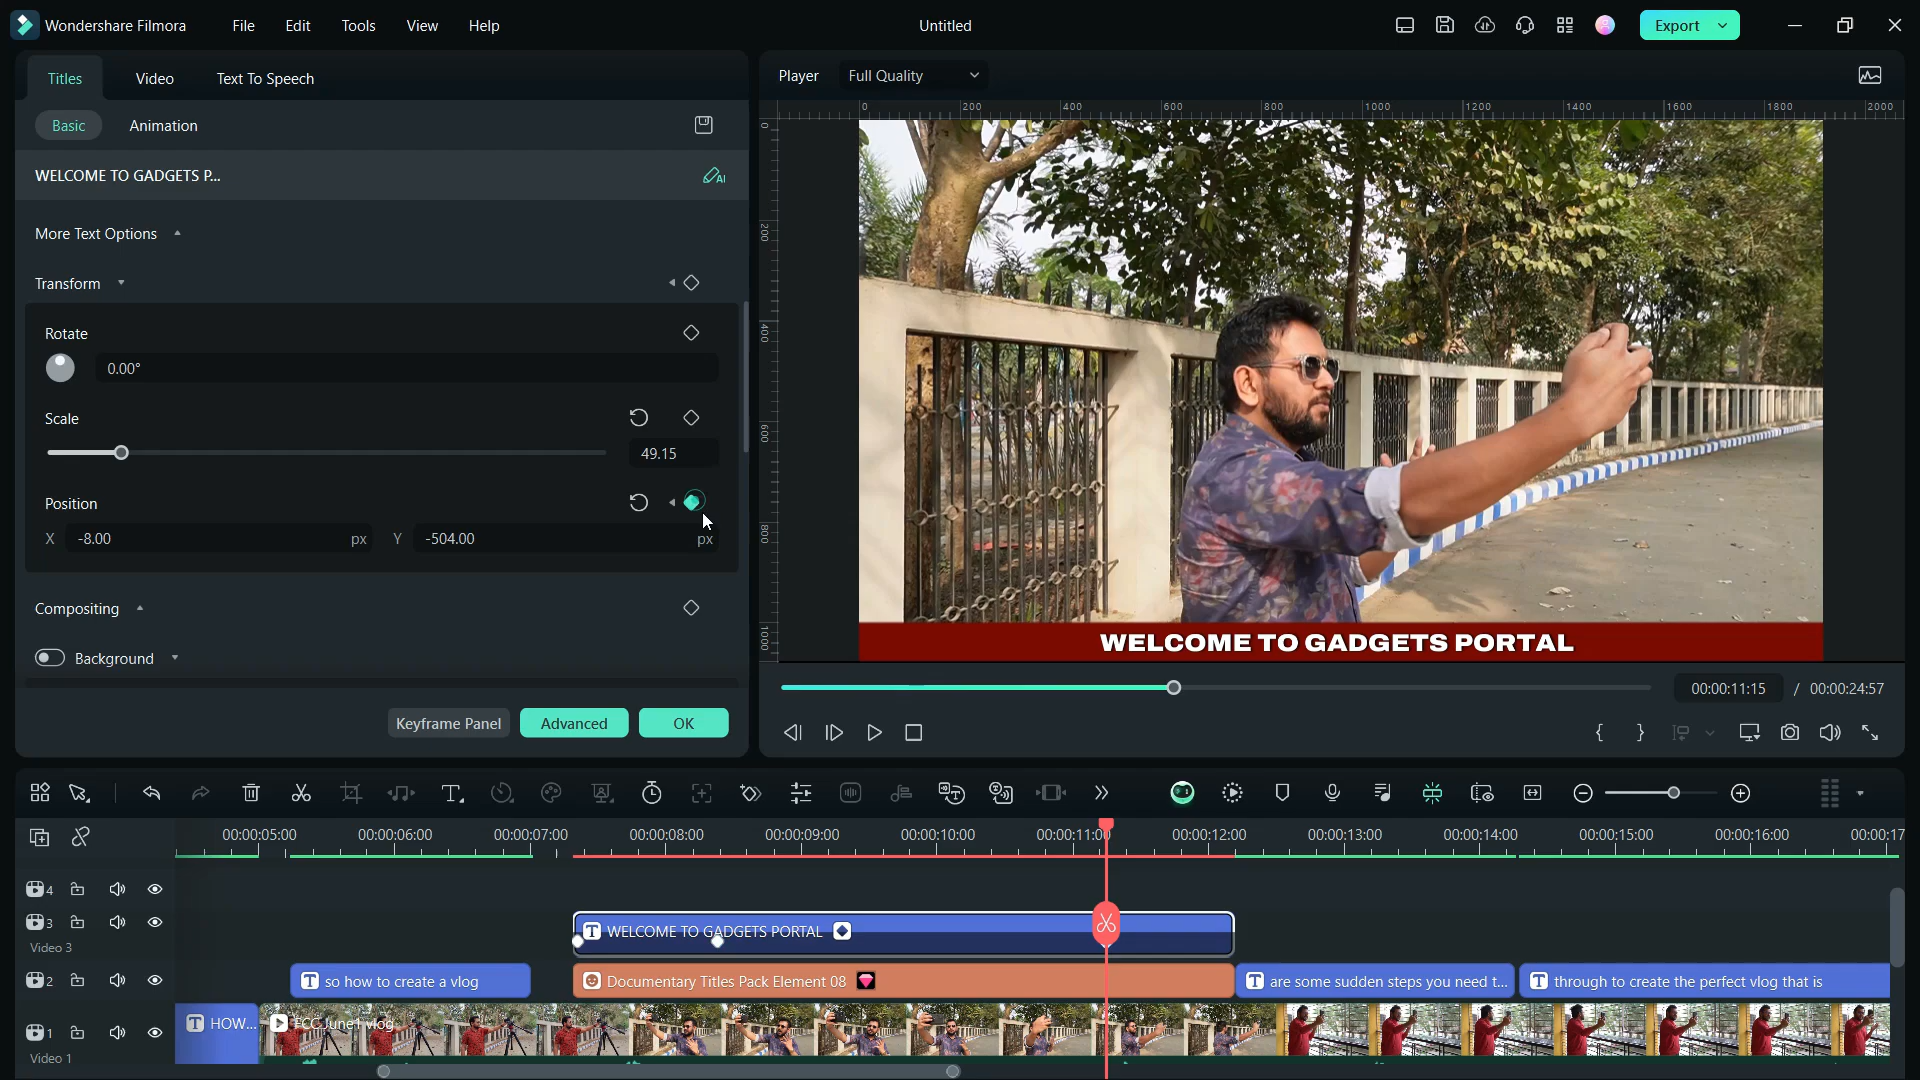 Wondershare Filmora File Edit Tools View Help Untitled Export
Titles Video Text To Speech
Player Full Quality
Basic Animation
0 200 400 600 800 1000 1200 1400 1600 1800 2000
0
200
400
600
800
1000
WELCOME TO GADGETS P...
AI
More Text Options
Transform
Rotate
0.00°
Scale
49.15
Position
X -8.00 px Y -504.00 px
Compositing
Background
WELCOME TO GADGETS PORTAL
Keyframe Panel Advanced OK
00:00:11:15 / 00:00:24:57
00:00:05:00 00:00:06:00 00:00:07:00 00:00:08:00 00:00:09:00 00:00:10:00 00:00:11:00 00:00:12:00 00:00:13:00 00:00:14:00 00:00:15:00 00:00:16:00 00:00:17
4
3 T WELCOME TO GADGETS PORTAL
Video 3
2 T so how to create a vlog Documentary Titles Pack Element 08 T are some sudden steps you need t... T through to create the perfect vlog that is
1 T HOW... FCC June1 vlog
Video 1